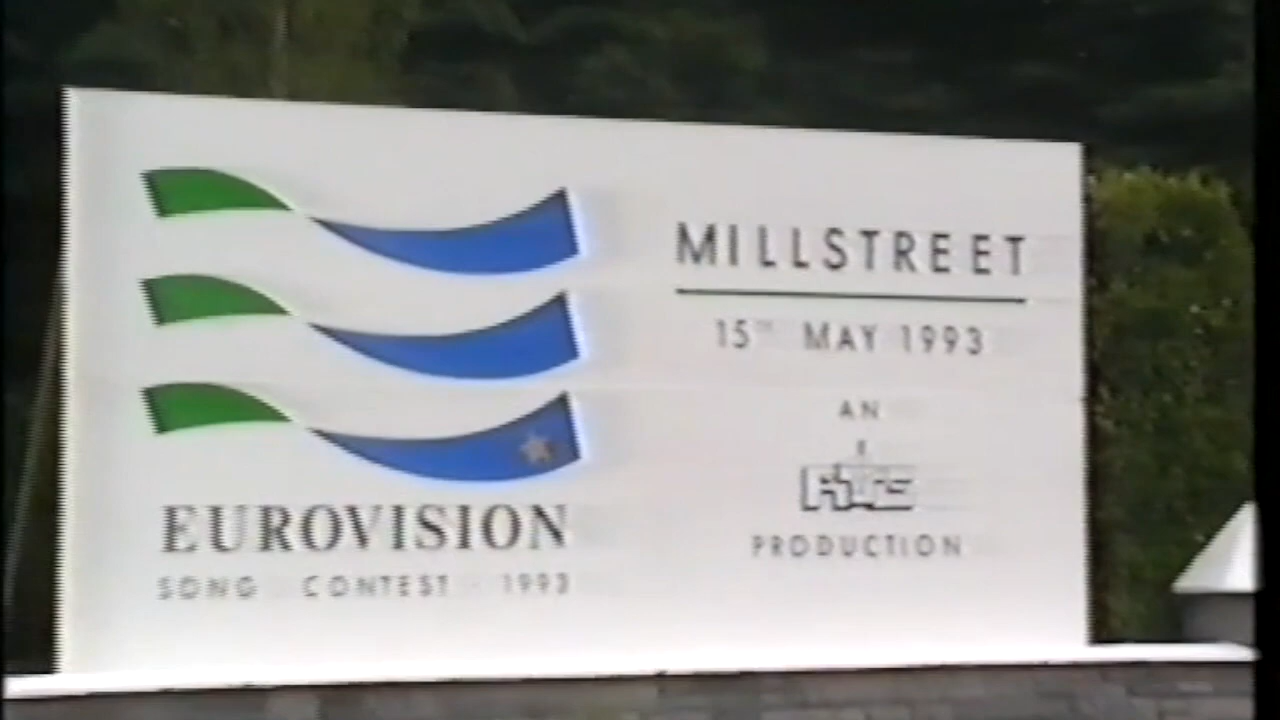 EUROVISION
SONG CONTEST 1993
MILLSTREET
15TH MAY 1993
AN
RTE
PRODUCTION